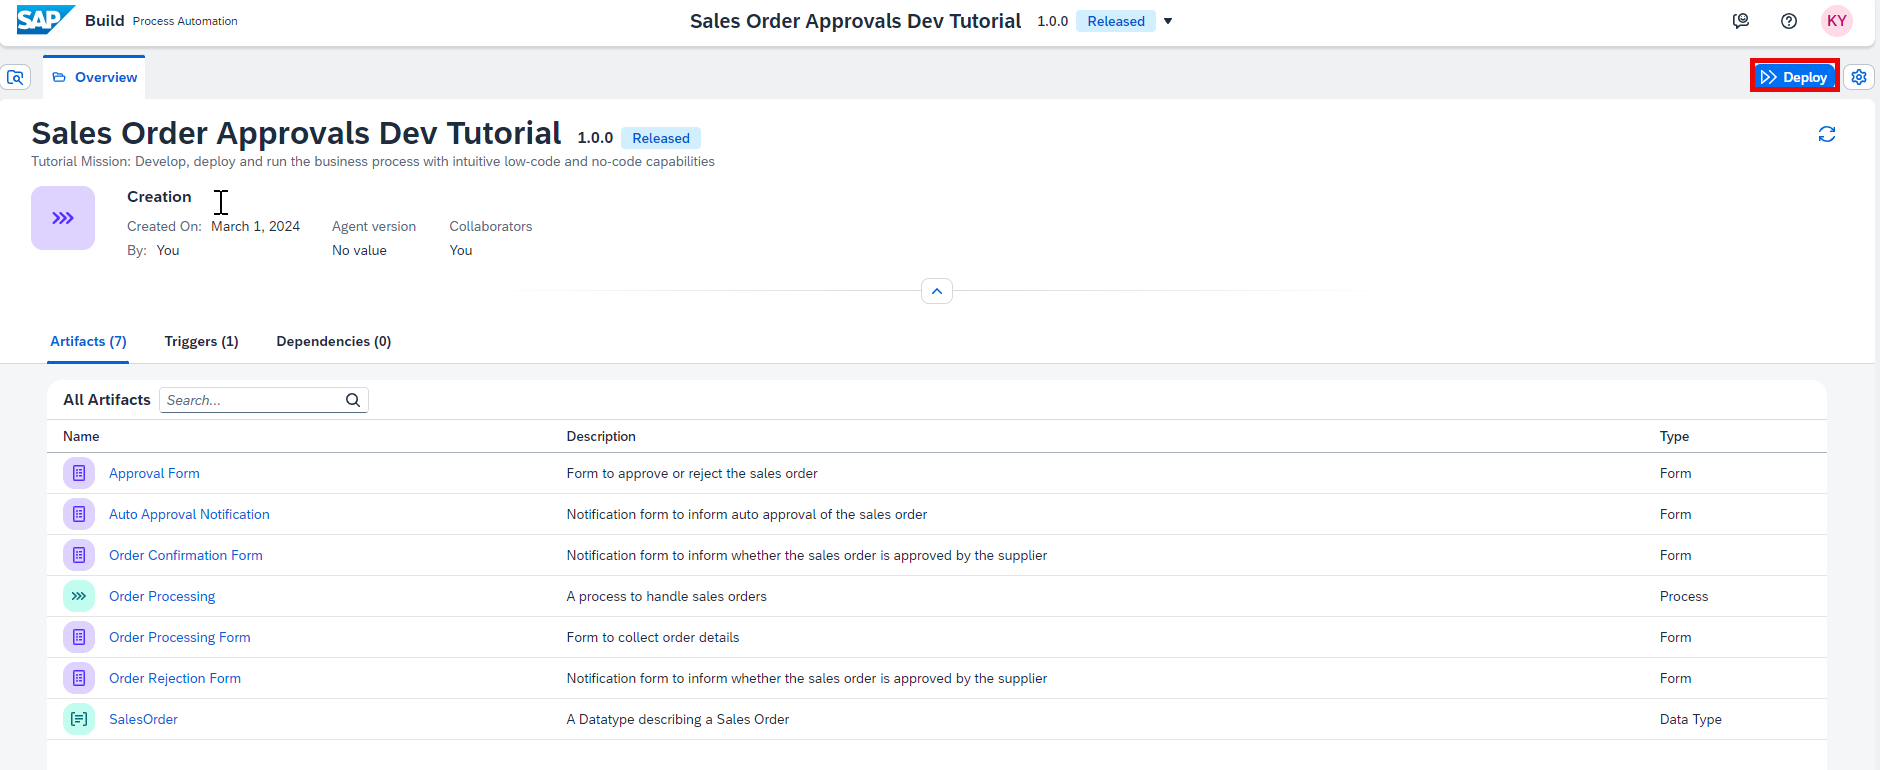 SAP Build Process Automation Sales Order Approvals Dev Tutorial 1.0.0 Released KY
Overview Deploy
Sales Order Approvals Dev Tutorial 1.0.0 Released
Tutorial Mission: Develop, deploy and run the business process with intuitive low-code and no-code capabilities
Creation
Created On: March 1, 2024 Agent version Collaborators
By: You No value You
Artifacts (7) Triggers (1) Dependencies (0)
All Artifacts Search...
Name Description Type
Approval Form Form to approve or reject the sales order Form
Auto Approval Notification Notification form to inform auto approval of the sales order Form
Order Confirmation Form Notification form to inform whether the sales order is approved by the supplier Form
Order Processing A process to handle sales orders Process
Order Processing Form Form to collect order details Form
Order Rejection Form Notification form to inform whether the sales order is approved by the supplier Form
SalesOrder A Datatype describing a Sales Order Data Type